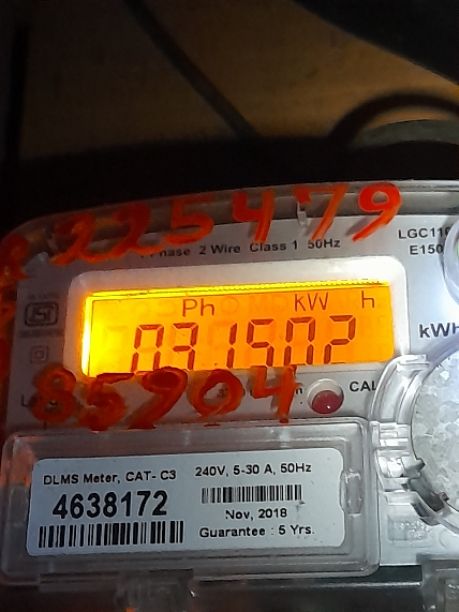 225479
Phase 2 Wire Class 1 50Hz
LGC11
E150
Ph kW h
031502
kWH
85904
CAL
DLMS Meter, CAT- C3
240V, 5-30 A, 50Hz
4638172
Nov, 2018
Guarantee : 5 Yrs.